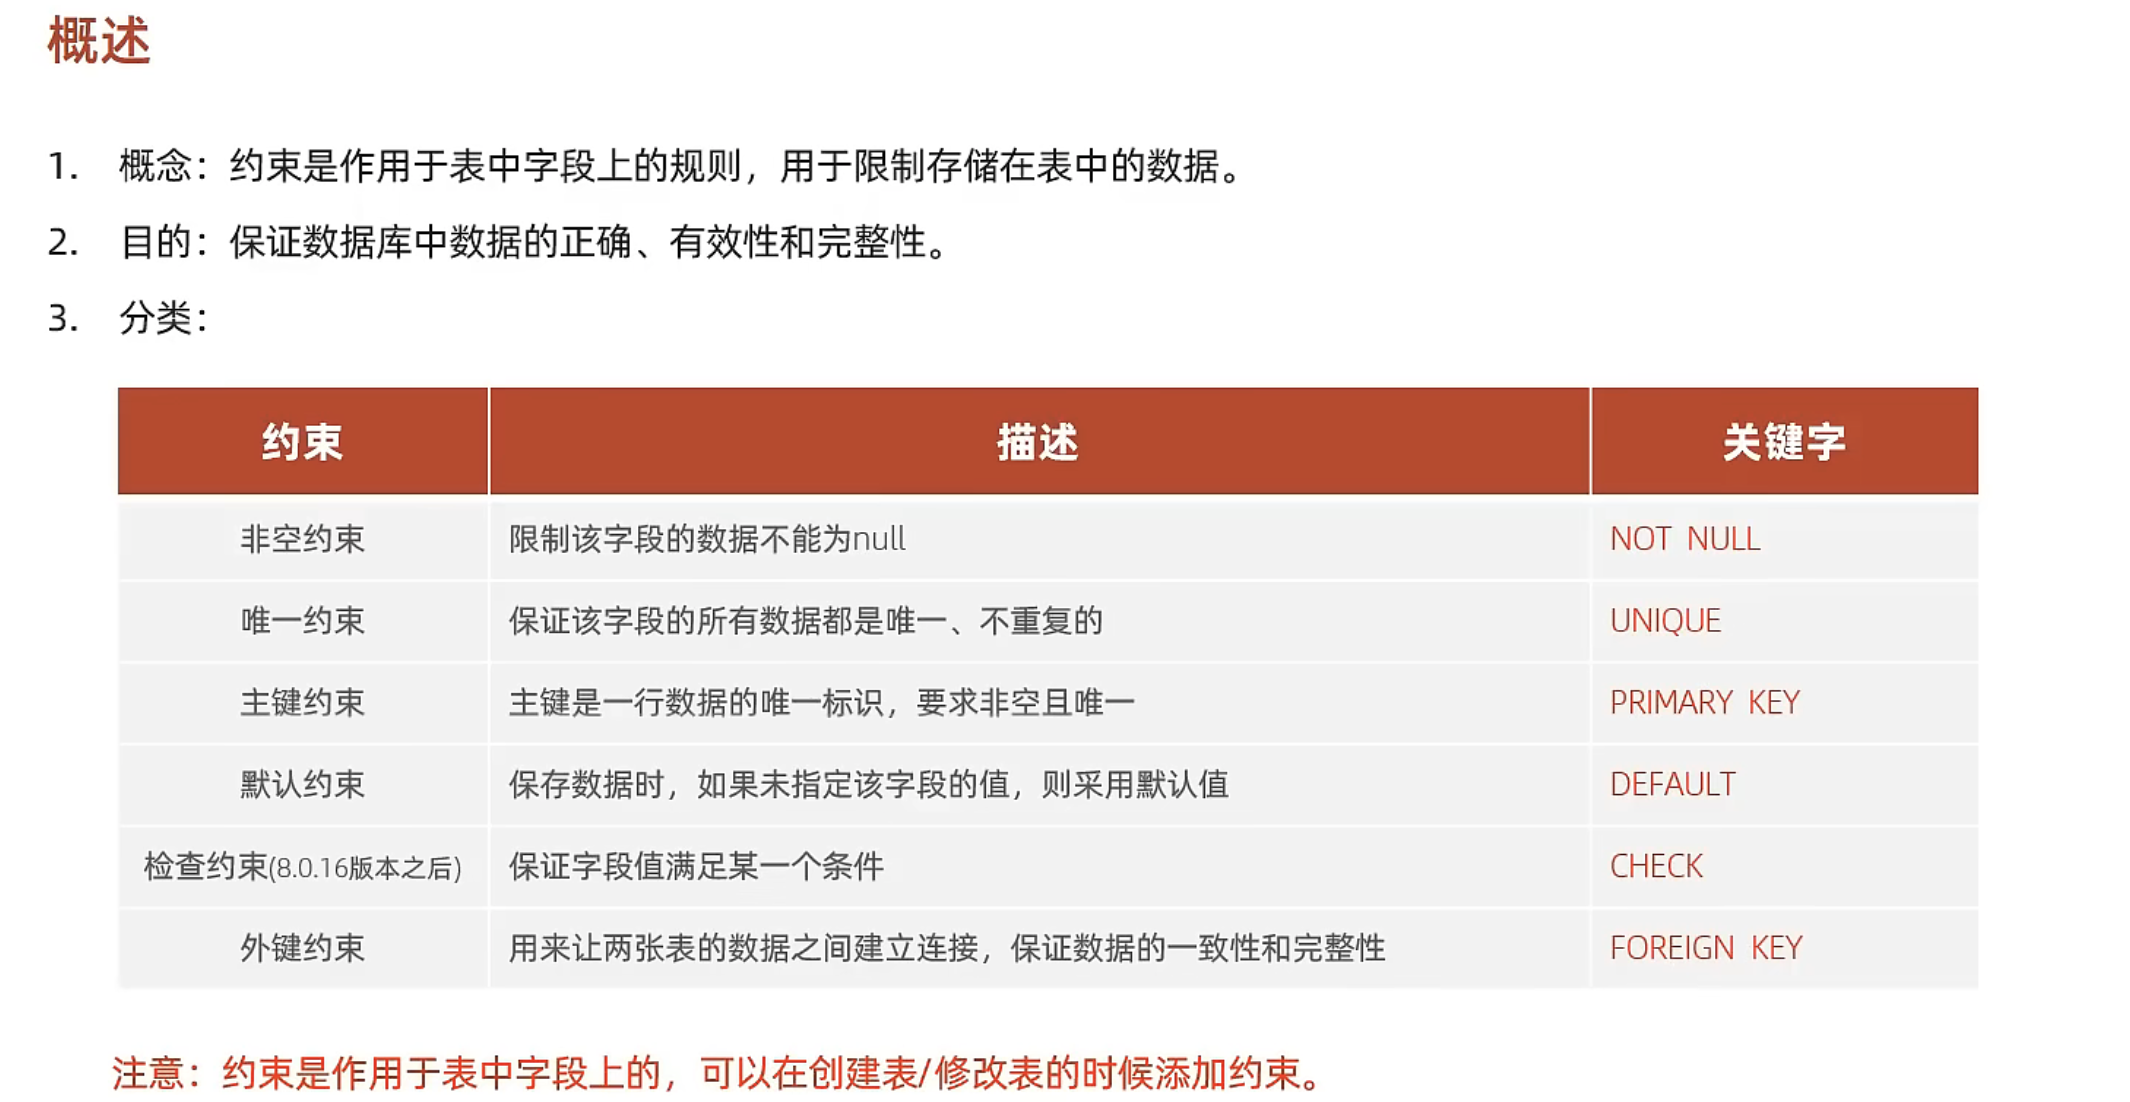 概述
1. 概念：约束是作用于表中字段上的规则，用于限制存储在表中的数据。
2. 目的：保证数据库中数据的正确、有效性和完整性。
3. 分类：
约束 描述 关键字
非空约束 限制该字段的数据不能为null NOT NULL
唯一约束 保证该字段的所有数据都是唯一、不重复的 UNIQUE
主键约束 主键是一行数据的唯一标识，要求非空且唯一 PRIMARY KEY
默认约束 保存数据时，如果未指定该字段的值，则采用默认值 DEFAULT
检查约束(8.0.16版本之后) 保证字段值满足某一个条件 CHECK
外键约束 用来让两张表的数据之间建立连接，保证数据的一致性和完整性 FOREIGN KEY
注意：约束是作用于表中字段上的，可以在创建表/修改表的时候添加约束。